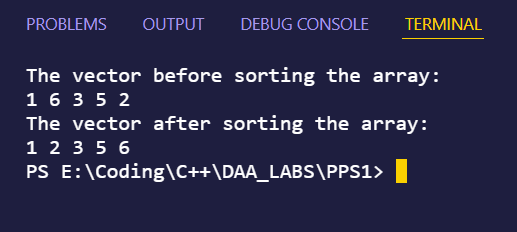 PROBLEMS OUTPUT DEBUG CONSOLE TERMINAL
The vector before sorting the array:
1 6 3 5 2
The vector after sorting the array:
1 2 3 5 6
PS E:\Coding\C++\DAA_LABS\PPS1>